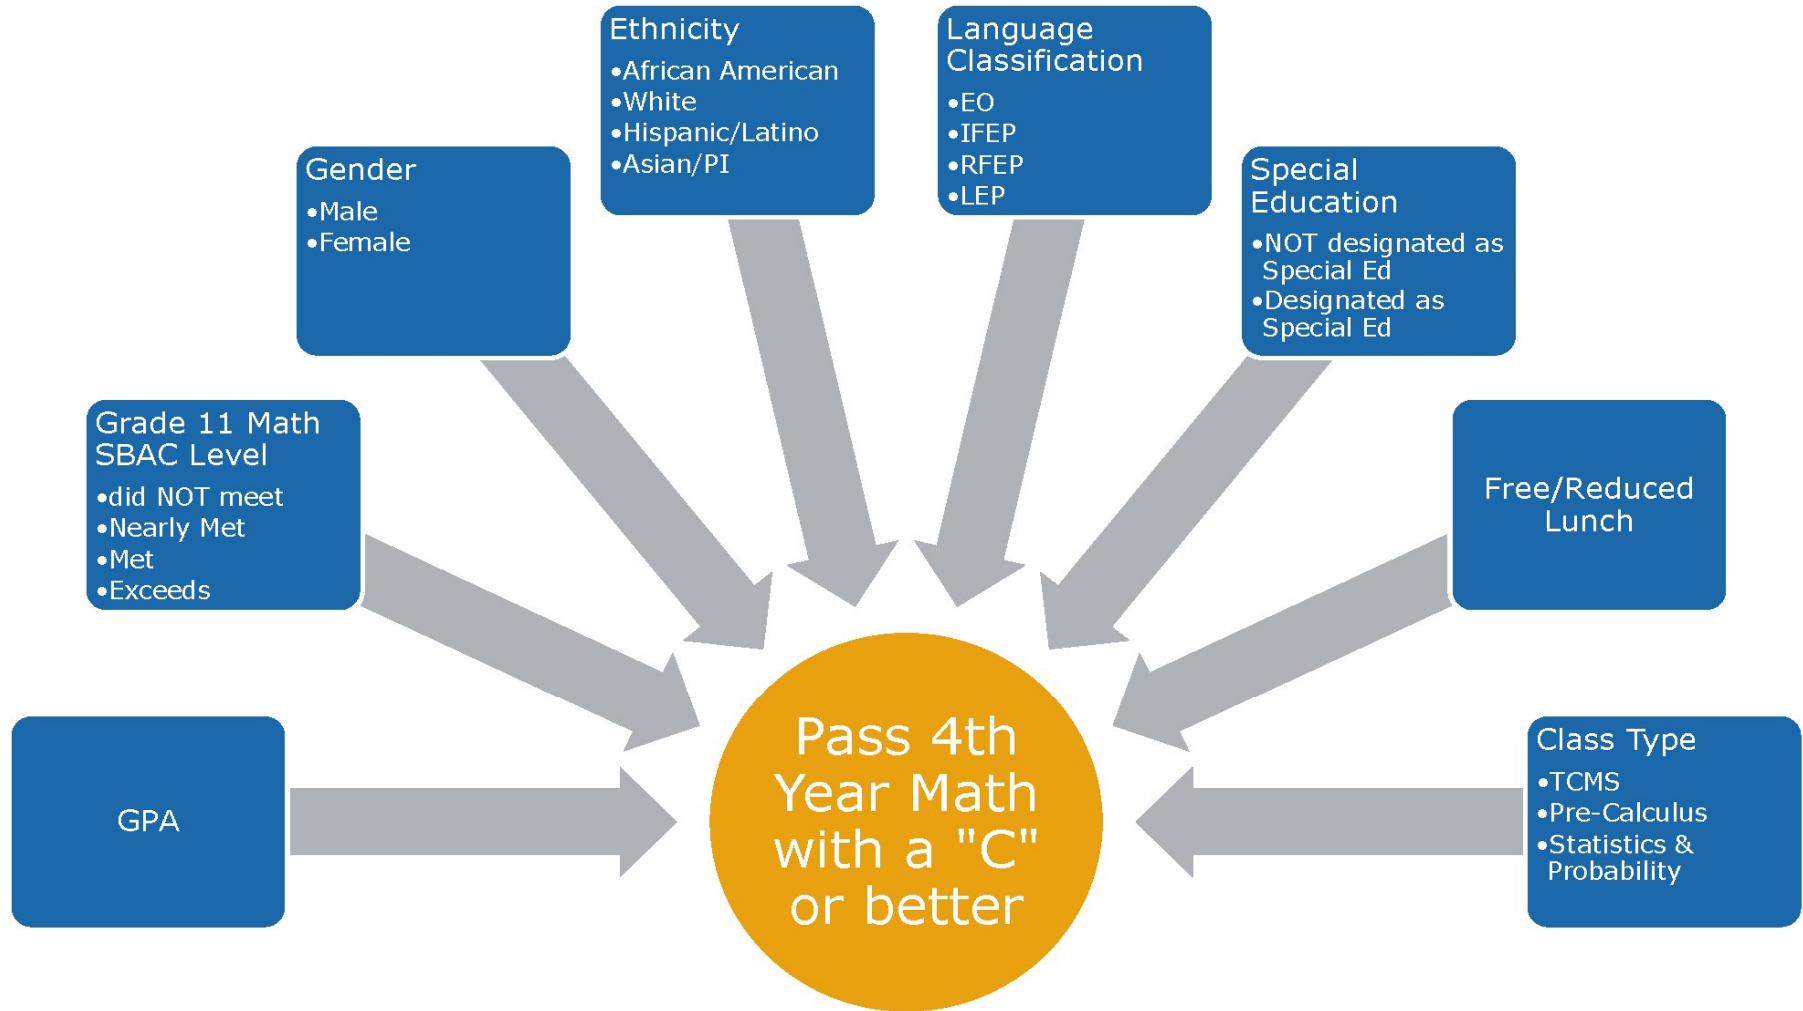 GPA
Grade 11 Math
SBAC Level
•did NOT meet
•Nearly Met
•Met
•Exceeds
Gender
•Male
•Female
Ethnicity
•African American
•White
•Hispanic/Latino
•Asian/PI
Language
Classification
•EO
•IFEP
•RFEP
•LEP
Special
Education
•NOT designated as
Special Ed
•Designated as
Special Ed
Free/Reduced
Lunch
Class Type
•TCMS
•Pre-Calculus
•Statistics &
Probability
Pass 4th
Year Math
with a "C"
or better